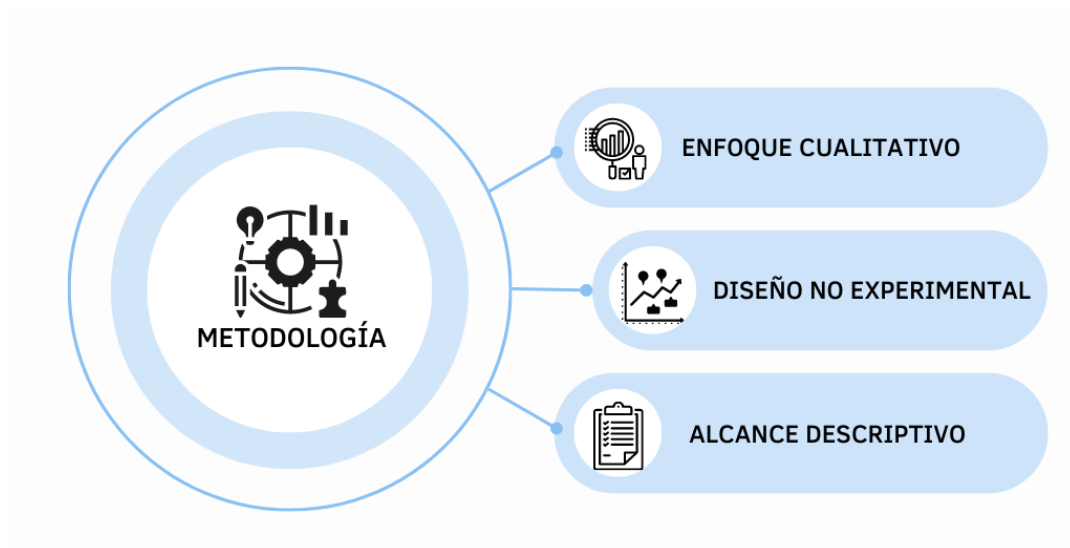 METODOLOGÍA
ENFOQUE CUALITATIVO
DISEÑO NO EXPERIMENTAL
ALCANCE DESCRIPTIVO